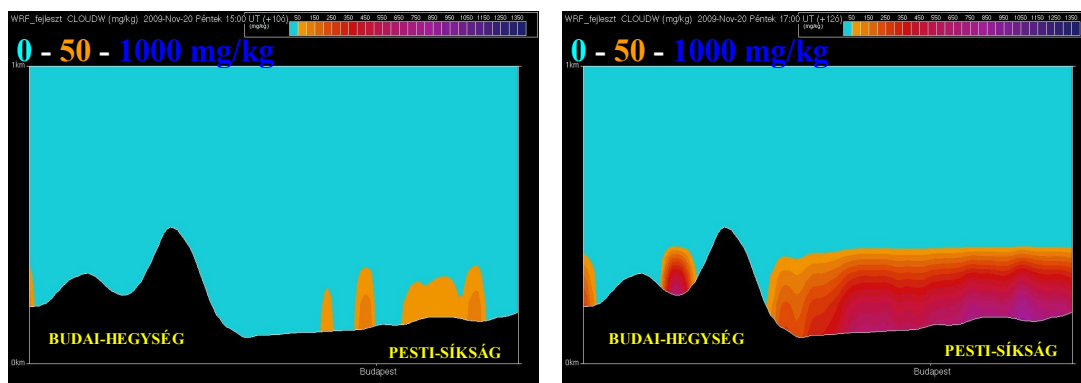 WRF_fejleszt CLOUDW (mg/kg) 2009-Nov-20 Péntek 15:00 UT (+10ó)
(mg/kg)
50 150 250 350 450 550 650 750 850 950 1050 1150 1250 1350
0 - 50 - 1000 mg/kg
1km
BUDAI-HEGYSÉG
PESTI-SÍKSÁG
0km
Budapest
WRF_fejleszt CLOUDW (mg/kg) 2009-Nov-20 Péntek 17:00 UT (+12ó)
(mg/kg)
50 150 250 350 450 550 650 750 850 950 1050 1150 1250 1350
0 - 50 - 1000 mg/kg
1km
BUDAI-HEGYSÉG
PESTI-SÍKSÁG
0km
Budapest